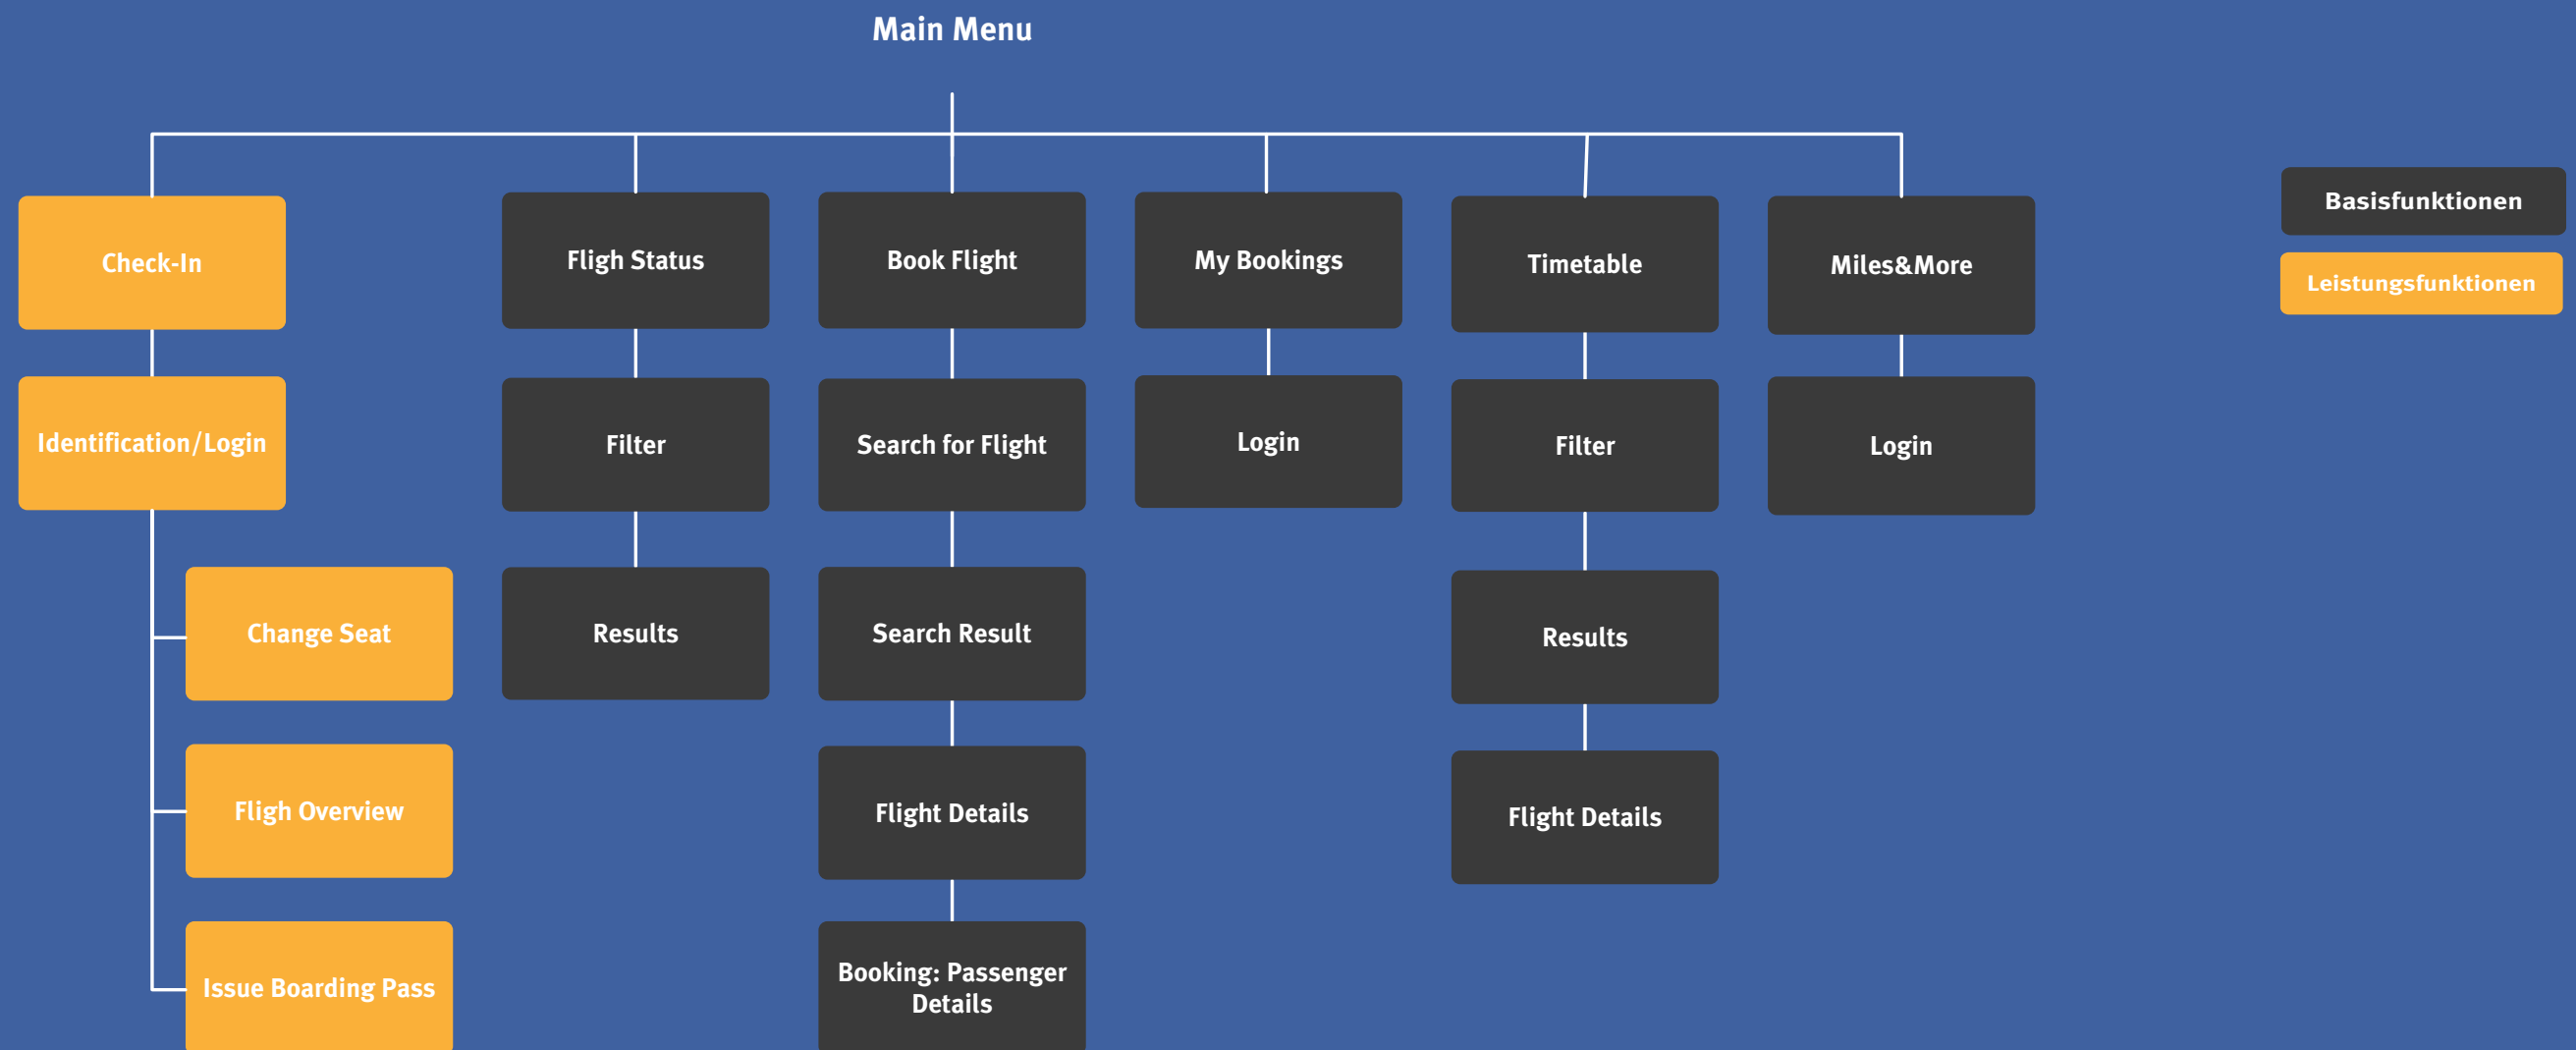 Main Menu
Check-In
Fligh Status
Book Flight
My Bookings
Timetable
Miles&More
Basisfunktionen
Leistungsfunktionen
Identification/Login
Filter
Search for Flight
Login
Filter
Login
Change Seat
Results
Search Result
Results
Fligh Overview
Flight Details
Flight Details
Issue Boarding Pass
Booking: Passenger
Details